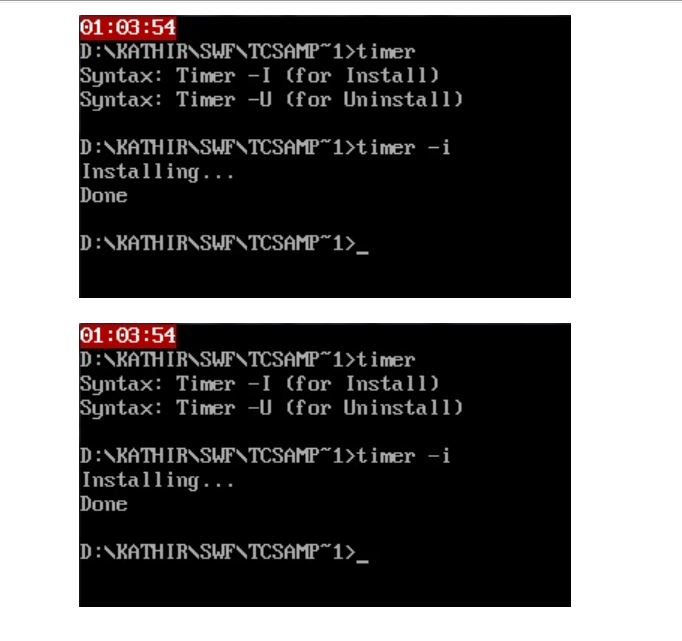 01:03:54
D:\KATHIR\SWF\TCSAMP~1>timer
Syntax: Timer -I (for Install)
Syntax: Timer -U (for Uninstall)
D:\KATHIR\SWF\TCSAMP~1>timer -i
Installing...
Done
D:\KATHIR\SWF\TCSAMP~1>_
01:03:54
D:\KATHIR\SWF\TCSAMP~1>timer
Syntax: Timer -I (for Install)
Syntax: Timer -U (for Uninstall)
D:\KATHIR\SWF\TCSAMP~1>timer -i
Installing...
Done
D:\KATHIR\SWF\TCSAMP~1>_